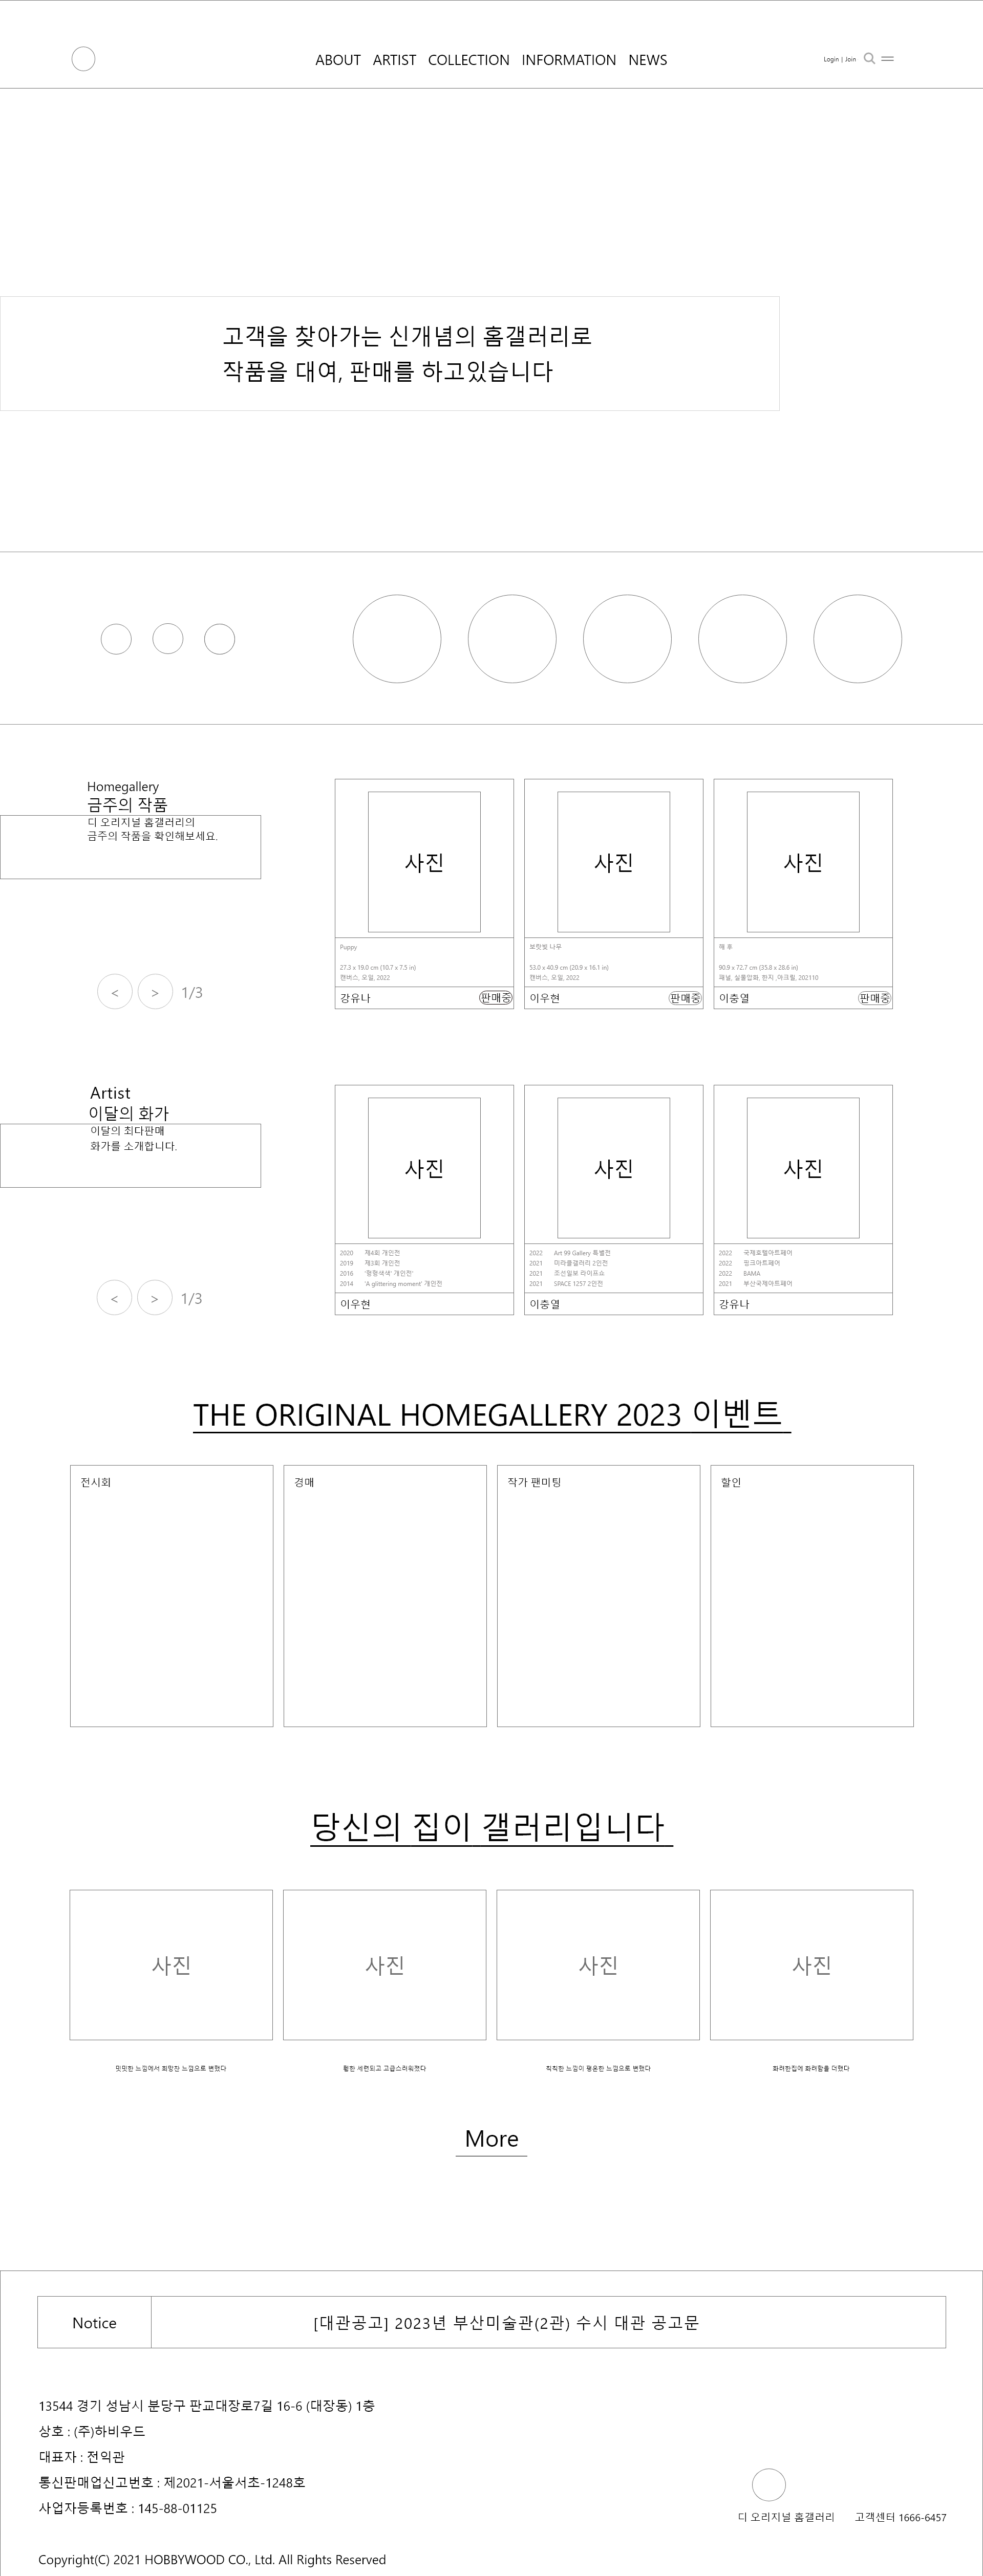 ABOUT ARTIST COLLECTION INFORMATION NEWS
Login | Join
고객을 찾아가는 신개념의 홈갤러리로
작품을 대여, 판매를 하고있습니다
Homegallery
금주의 작품
디 오리지널 홈갤러리의
금주의 작품을 확인해보세요.
< > 1/3
사진
Puppy
27.3 x 19.0 cm (10.7 x 7.5 in)
캔버스, 오일, 2022
강유나 판매중
사진
보랏빛 나무
53.0 x 40.9 cm (20.9 x 16.1 in)
캔버스, 오일, 2022
이우현 판매중
사진
해 후
90.9 x 72.7 cm (35.8 x 28.6 in)
패널, 실물압화, 한지 ,아크릴, 202110
이충열 판매중
Artist
이달의 화가
이달의 최다판매
화가를 소개합니다.
< > 1/3
사진
2020 제4회 개인전
2019 제3회 개인전
2016 개인전'
2014 'A glittering moment' 개인전
이우현
사진
2022 Art 99 Gallery 특별전
2021 미라클갤러리 2인전
2021 조선일보 라이프쇼
2021 SPACE 1257 2인전
이충열
사진
2022 국제호텔아트페어
2022 핑크아트페어
2022 BAMA
2021 부산국제아트페어
강유나
THE ORIGINAL HOMEGALLERY 2023 이벤트
전시회
경매
작가 팬미팅
할인
당신의 집이 갤러리입니다
사진
사진
사진
사진
밋밋한 느낌에서 희망찬 느낌으로 변했다
휑한 세련되고 고급스러워졌다
칙칙한 느낌이 평온한 느낌으로 변했다
화려한집에 화려함을 더했다
More
Notice
[대관공고] 2023년 부산미술관(2관) 수시 대관 공고문
13544 경기 성남시 분당구 판교대장로7길 16-6 (대장동) 1층
상호 : (주)하비우드
대표자 : 전익관
통신판매업신고번호 : 제2021-서울서초-1248호
사업자등록번호 : 145-88-01125
디 오리지널 홈갤러리 고객센터 1666-6457
Copyright(C) 2021 HOBBYWOOD CO., Ltd. All Rights Reserved